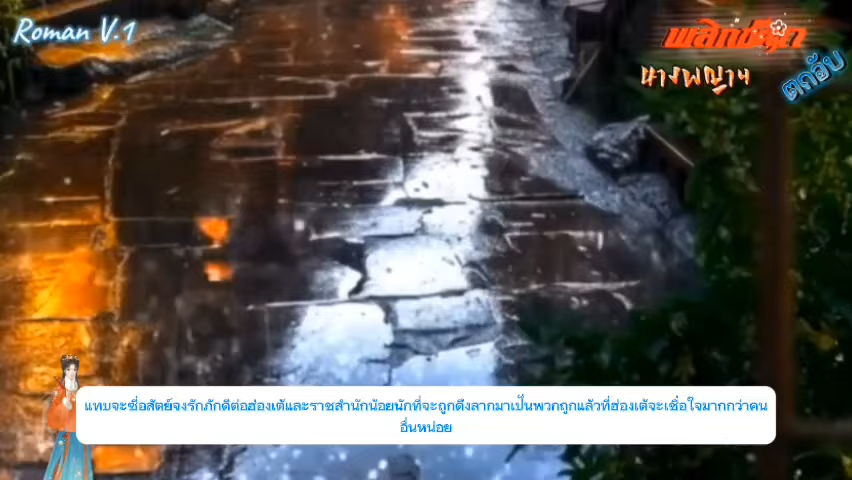 Roman V.1
พลิกชะตา
นางพญาฯ
ตกอับ
แทบจะซื่อสัตย์จงรักภักดีต่อฮ่องเต้และราชสำนักน้อยนักที่จะถูกดึงลากมาเป็นพวกถูกแล้วที่ฮ่องเต้จะเชื่อใจมากกว่าคน
อื่นหน่อย